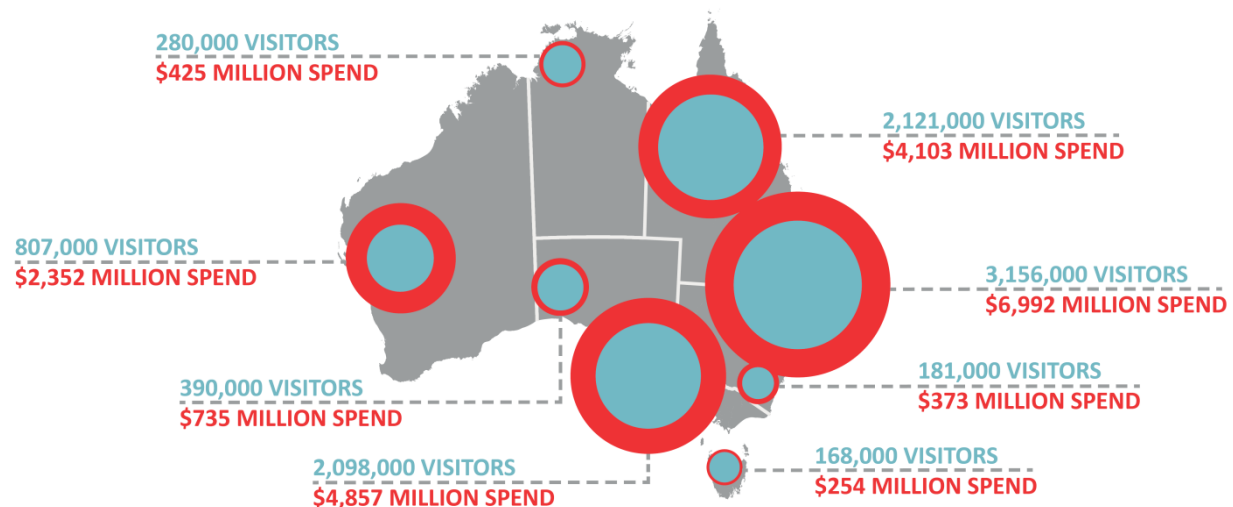 280,000 VISITORS
$425 MILLION SPEND
2,121,000 VISITORS
$4,103 MILLION SPEND
807,000 VISITORS
$2,352 MILLION SPEND
3,156,000 VISITORS
$6,992 MILLION SPEND
390,000 VISITORS
$735 MILLION SPEND
181,000 VISITORS
$373 MILLION SPEND
2,098,000 VISITORS
$4,857 MILLION SPEND
168,000 VISITORS
$254 MILLION SPEND